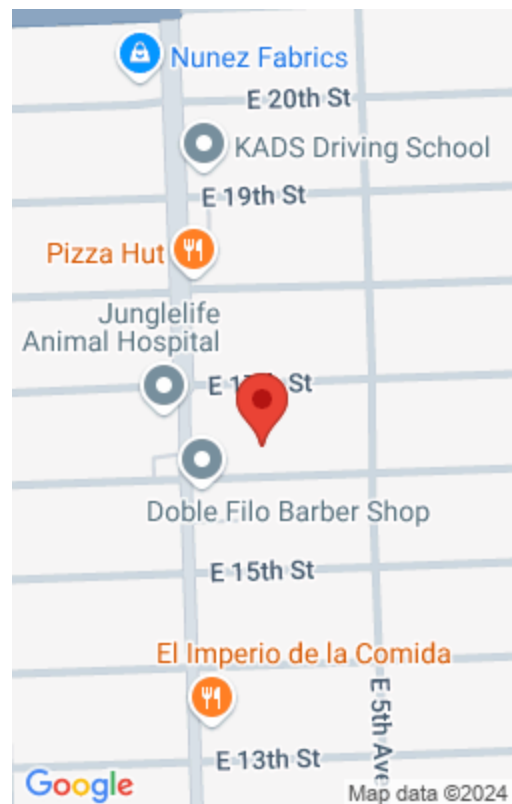 Nunez Fabrics
E 20th St
KADS Driving School
E 19th St
Pizza Hut
Junglelife
Animal Hospital
E 17th St
Doble Filo Barber Shop
E 15th St
El Imperio de la Comida
E 5th Ave
E 13th St
Google
Map data ©2024